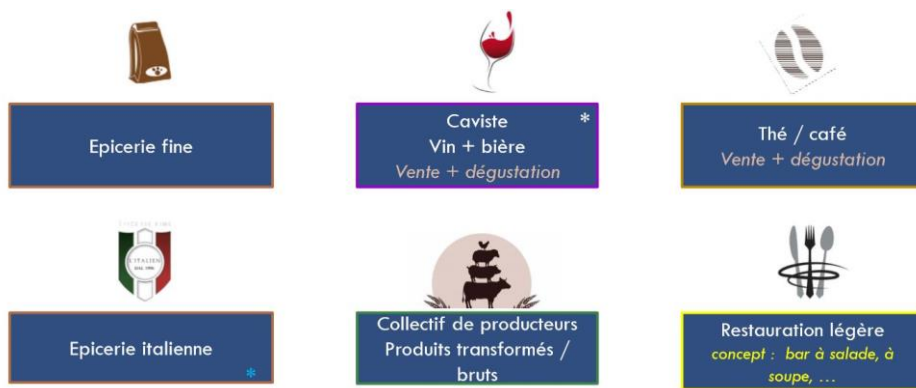 Epicerie fine
Caviste *
Vin + bière
Vente + dégustation
Thé / café
Vente + dégustation
L'ITALIEN
Epicerie italienne
*
Collectif de producteurs
Produits transformés /
bruts
Restauration légère
concept : bar à salade, à
soupe, ...